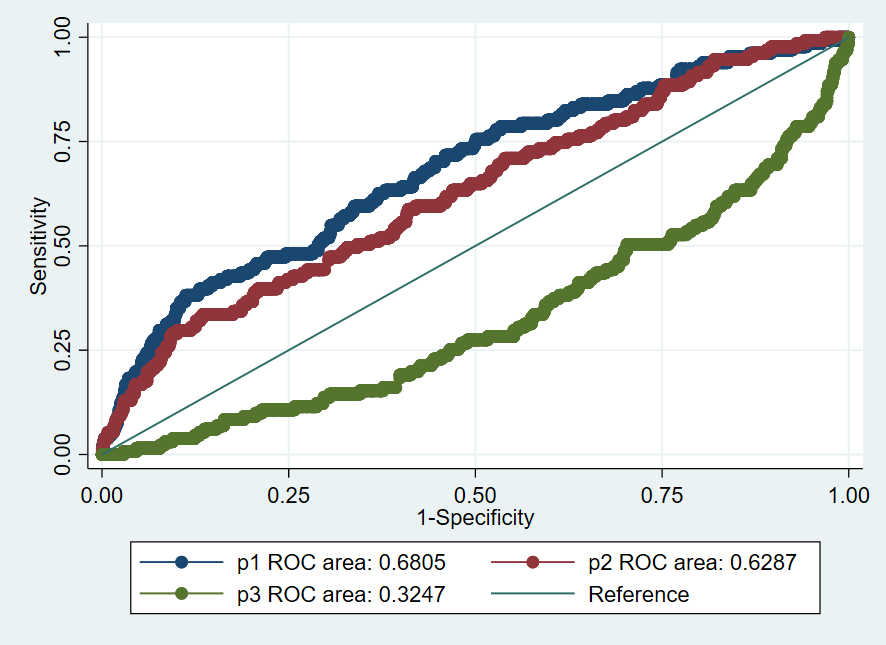 1.00
0.75
0.50
0.25
0.00
Sensitivity
0.00 0.25 0.50 0.75 1.00
1-Specificity
p1 ROC area: 0.6805 p2 ROC area: 0.6287
p3 ROC area: 0.3247 Reference